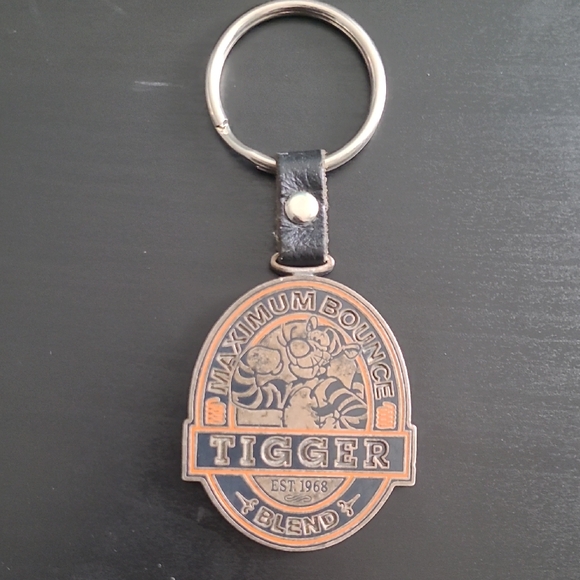 MAXIMUM BOUNCE
TIGGER
EST. 1968
BLEND